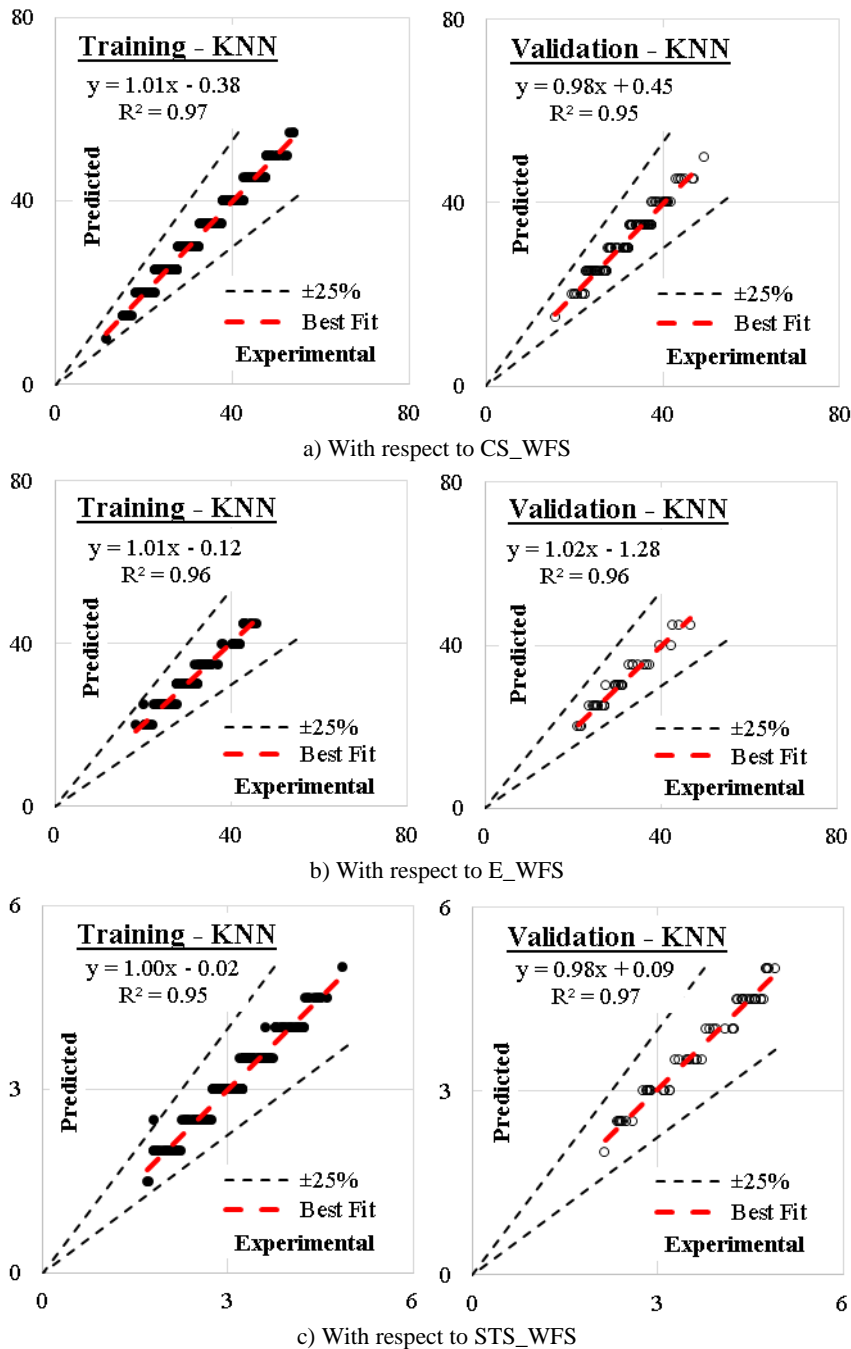 80
Training - KNN
y = 1.01x - 0.38
R² = 0.97
Predicted
40
±25%
Best Fit
Experimental
0
0 40 80
80
Validation - KNN
y = 0.98x + 0.45
R² = 0.95
Predicted
40
±25%
Best Fit
Experimental
0
0 40 80
a) With respect to CS_WFS
80
Training - KNN
y = 1.01x - 0.12
R² = 0.96
Predicted
40
±25%
Best Fit
Experimental
0
0 40 80
80
Validation - KNN
y = 1.02x - 1.28
R² = 0.96
Predicted
40
±25%
Best Fit
Experimental
0
0 40 80
b) With respect to E_WFS
6
Training - KNN
y = 1.00x - 0.02
R² = 0.95
Predicted
3
±25%
Best Fit
Experimental
0
0 3 6
6
Validation - KNN
y = 0.98x + 0.09
R² = 0.97
Predicted
3
±25%
Best Fit
Experimental
0
0 3 6
c) With respect to STS_WFS